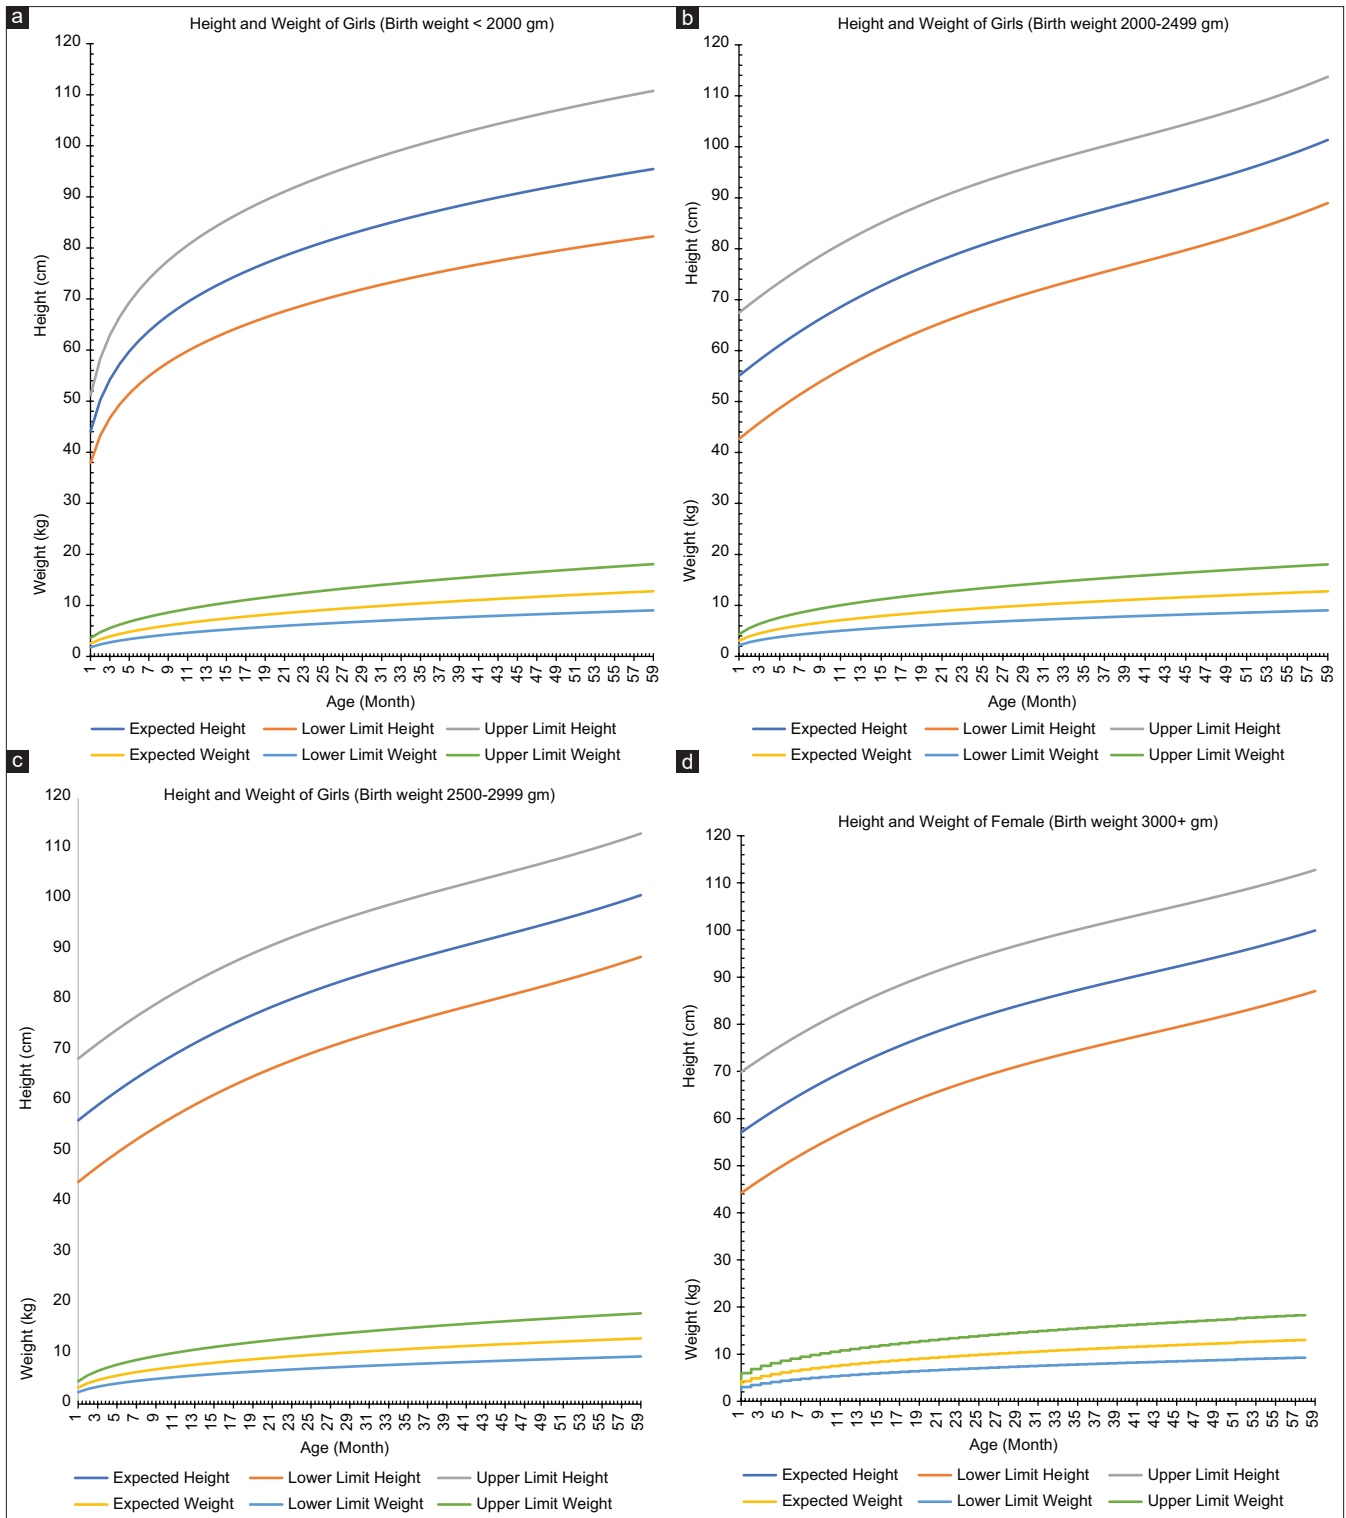 a
Height and Weight of Girls (Birth weight < 2000 gm)
120
110
100
90
80
70
60
50
40
30
20
10
0
Height (cm)
Weight (kg)
1 3 5 7 9 11 13 15 17 19 21 23 25 27 29 31 33 35 37 39 41 43 45 47 49 51 53 55 57 59
Age (Month)
Expected Height Lower Limit Height Upper Limit Height
Expected Weight Lower Limit Weight Upper Limit Weight
b
Height and Weight of Girls (Birth weight 2000-2499 gm)
120
110
100
90
80
70
60
50
40
30
20
10
0
Height (cm)
Weight (kg)
1 3 5 7 9 11 13 15 17 19 21 23 25 27 29 31 33 35 37 39 41 43 45 47 49 51 53 55 57 59
Age (Month)
Expected Height Lower Limit Height Upper Limit Height
Expected Weight Lower Limit Weight Upper Limit Weight
c
Height and Weight of Girls (Birth weight 2500-2999 gm)
120
110
100
90
80
70
60
50
40
30
20
10
0
Height (cm)
Weight (kg)
1 3 5 7 9 11 13 15 17 19 21 23 25 27 29 31 33 35 37 39 41 43 45 47 49 51 53 55 57 59
Age (Month)
Expected Height Lower Limit Height Upper Limit Height
Expected Weight Lower Limit Weight Upper Limit Weight
d
Height and Weight of Female (Birth weight 3000+ gm)
120
110
100
90
80
70
60
50
40
30
20
10
0
Height (cm)
Weight (kg)
1 3 5 7 9 11 13 15 17 19 21 23 25 27 29 31 33 35 37 39 41 43 45 47 49 51 53 55 57 59
Age (Month)
Expected Height Lower Limit Height Upper Limit Height
Expected Weight Lower Limit Weight Upper Limit Weight